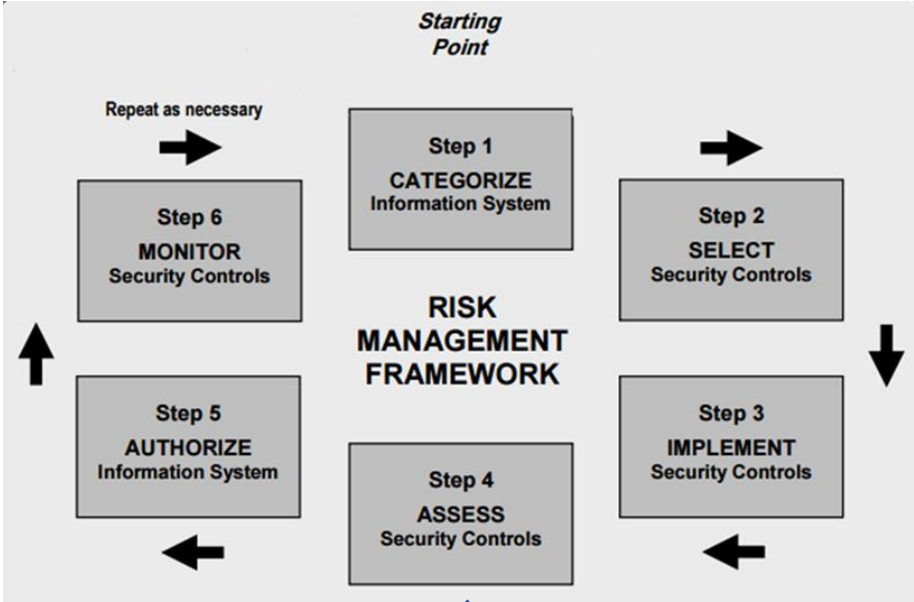 Starting
Point
Repeat as necessary
Step 1
CATEGORIZE
Information System
Step 2
SELECT
Security Controls
Step 3
IMPLEMENT
Security Controls
Step 4
ASSESS
Security Controls
Step 5
AUTHORIZE
Information System
Step 6
MONITOR
Security Controls
RISK
MANAGEMENT
FRAMEWORK